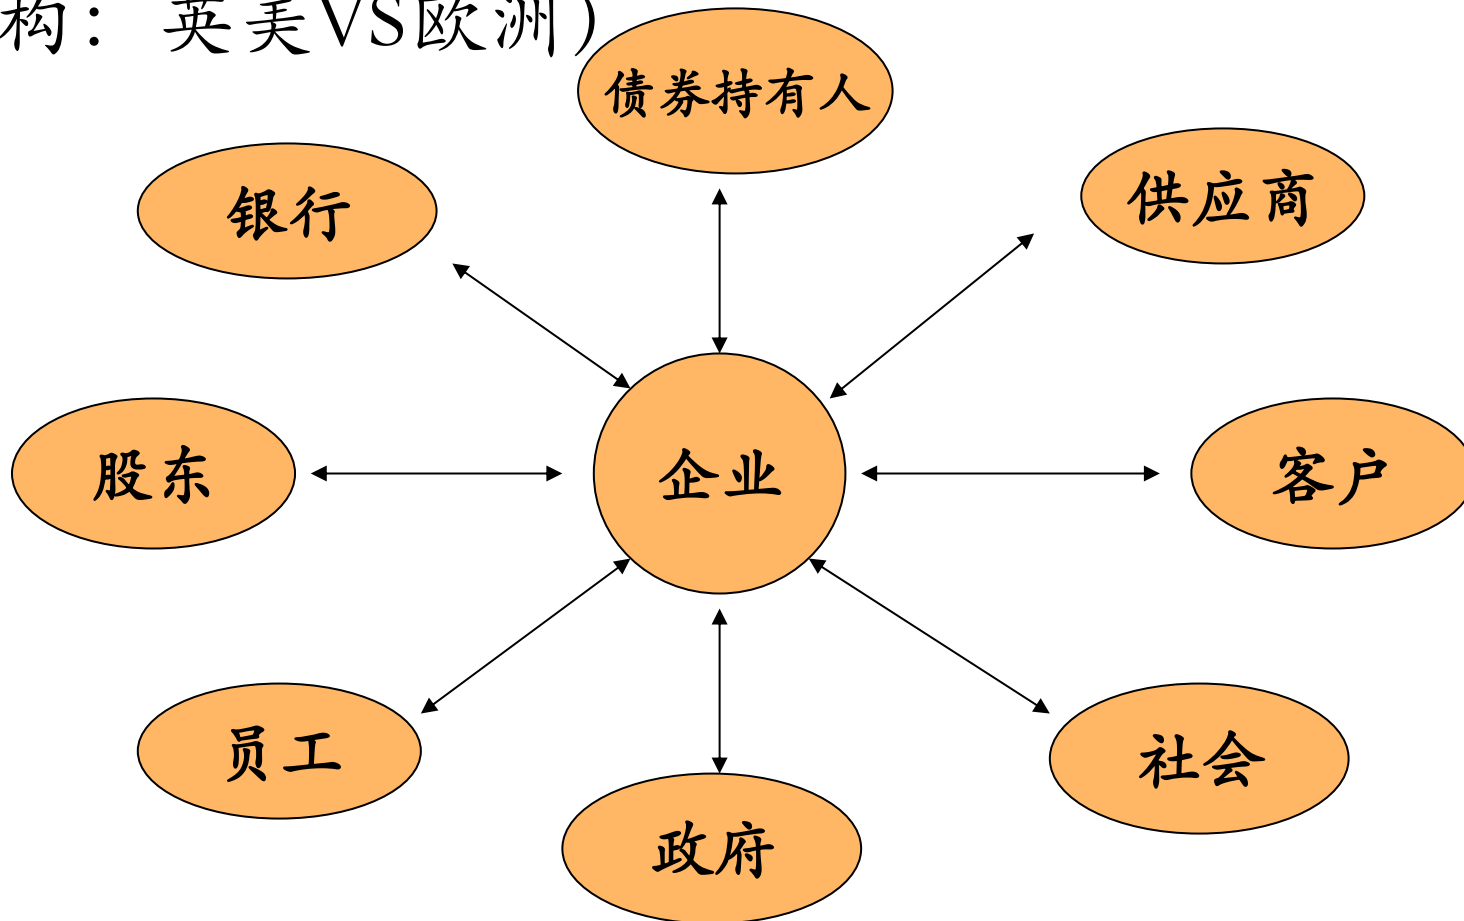 构：英美VS欧洲）
债券持有人
银行
供应商
股东
企业
客户
员工
社会
政府